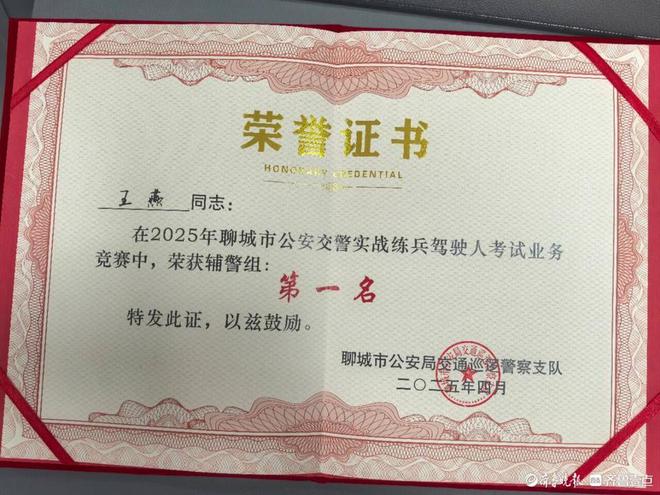 荣誉证书
HONORARY CREDENTIAL
王燕 同志：
在2025年聊城市公安交警实战练兵驾驶人考试业务
竞赛中，荣获辅警组：
第一名
特发此证，以兹鼓励。
聊城市公安局交通巡逻警察支队
二〇二五年四月